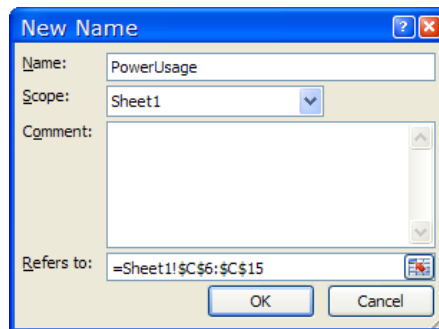 New Name
?
Name: PowerUsage
Scope: Sheet1
Comment:
Refers to: =Sheet1!$C$6:$C$15
OK Cancel